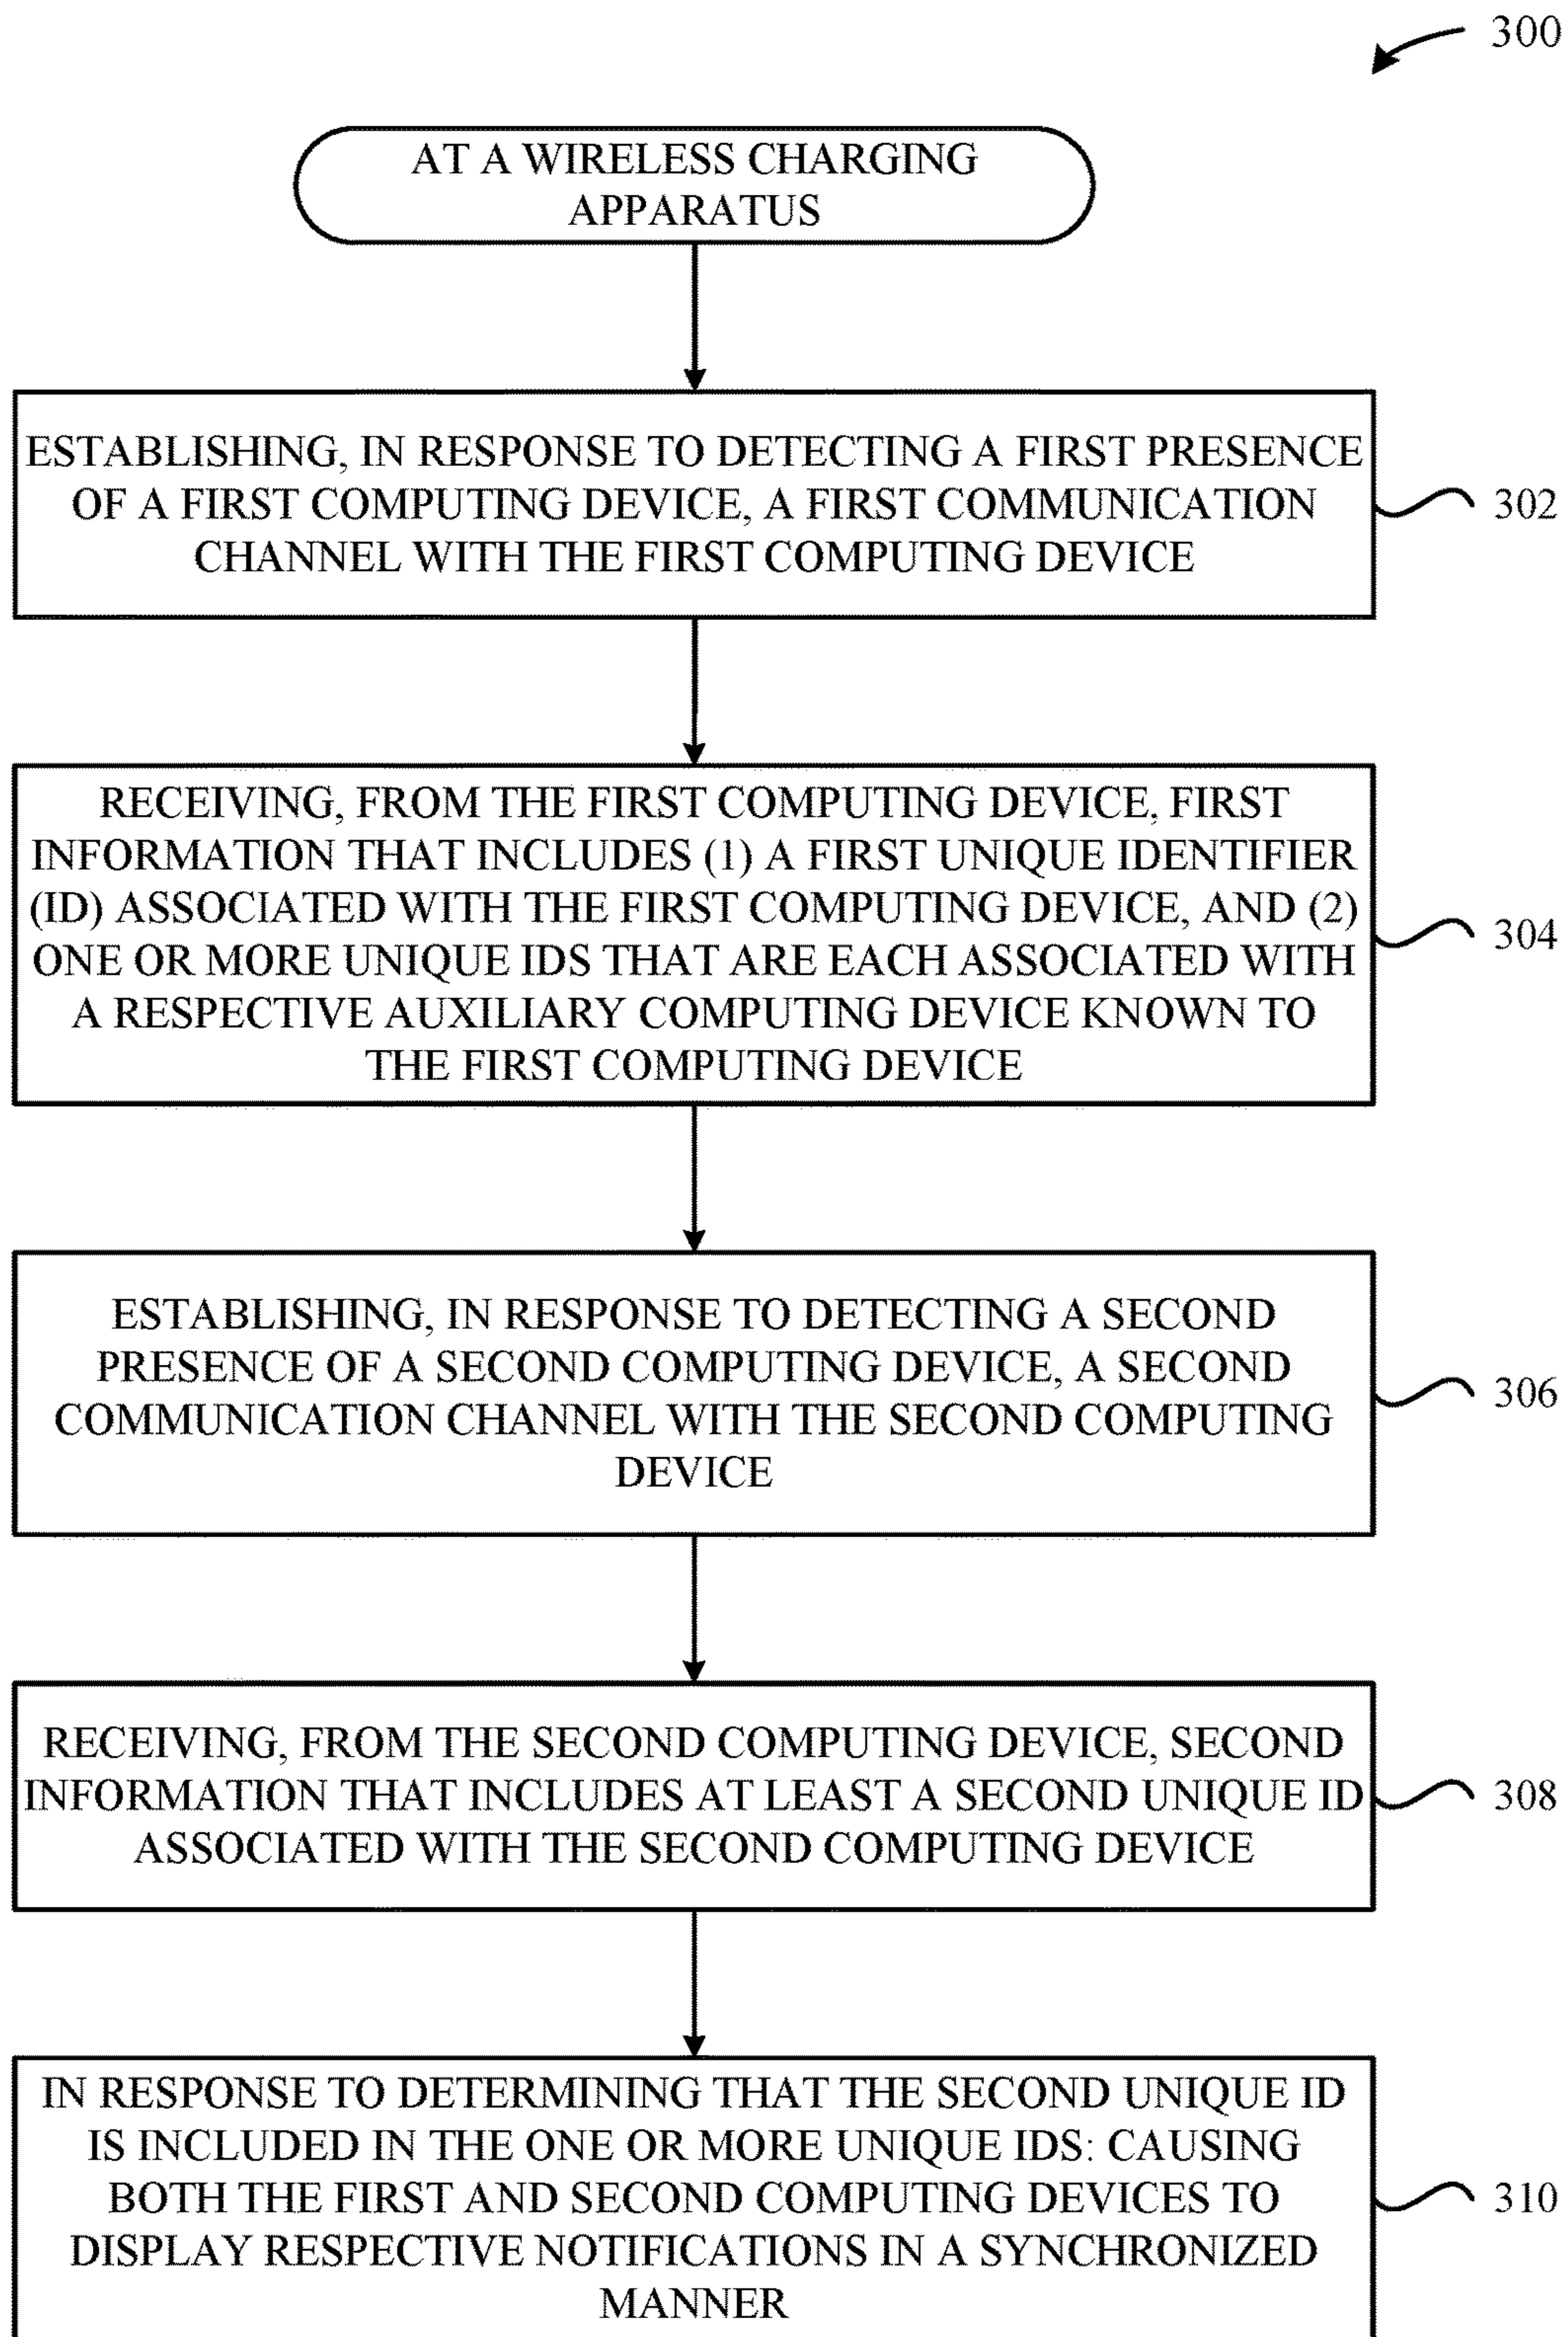 300
AT A WIRELESS CHARGING
APPARATUS
ESTABLISHING, IN RESPONSE TO DETECTING A FIRST PRESENCE
OF A FIRST COMPUTING DEVICE, A FIRST COMMUNICATION
CHANNEL WITH THE FIRST COMPUTING DEVICE
302
RECEIVING, FROM THE FIRST COMPUTING DEVICE, FIRST
INFORMATION THAT INCLUDES (1) A FIRST UNIQUE IDENTIFIER
(ID) ASSOCIATED WITH THE FIRST COMPUTING DEVICE, AND (2)
ONE OR MORE UNIQUE IDS THAT ARE EACH ASSOCIATED WITH
A RESPECTIVE AUXILIARY COMPUTING DEVICE KNOWN TO
THE FIRST COMPUTING DEVICE
304
ESTABLISHING, IN RESPONSE TO DETECTING A SECOND
PRESENCE OF A SECOND COMPUTING DEVICE, A SECOND
COMMUNICATION CHANNEL WITH THE SECOND COMPUTING
DEVICE
306
RECEIVING, FROM THE SECOND COMPUTING DEVICE, SECOND
INFORMATION THAT INCLUDES AT LEAST A SECOND UNIQUE ID
ASSOCIATED WITH THE SECOND COMPUTING DEVICE
308
IN RESPONSE TO DETERMINING THAT THE SECOND UNIQUE ID
IS INCLUDED IN THE ONE OR MORE UNIQUE IDS: CAUSING
BOTH THE FIRST AND SECOND COMPUTING DEVICES TO
DISPLAY RESPECTIVE NOTIFICATIONS IN A SYNCHRONIZED
MANNER
310